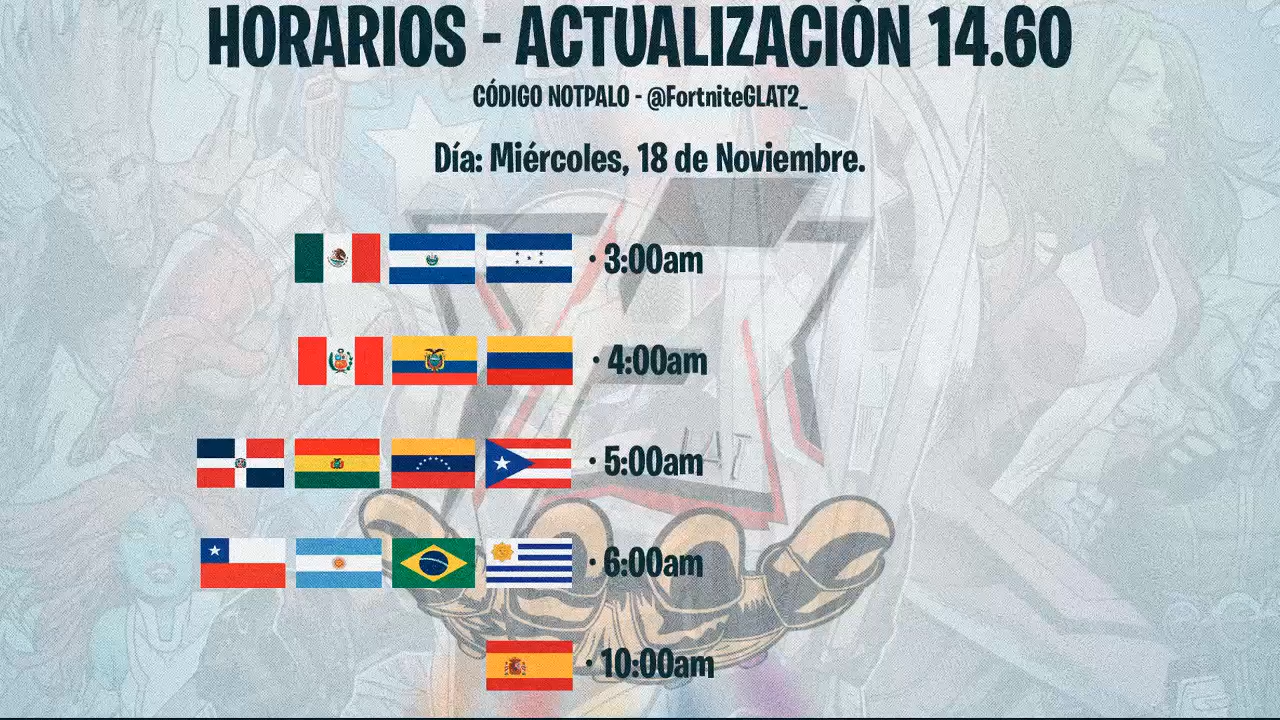 HORARIOS - ACTUALIZACIÓN 14.60
CÓDIGO NOTPALO - @FortniteGLAT2_
Día: Miércoles, 18 de Noviembre.
· 3:00am
· 4:00am
· 5:00am
· 6:00am
· 10:00am